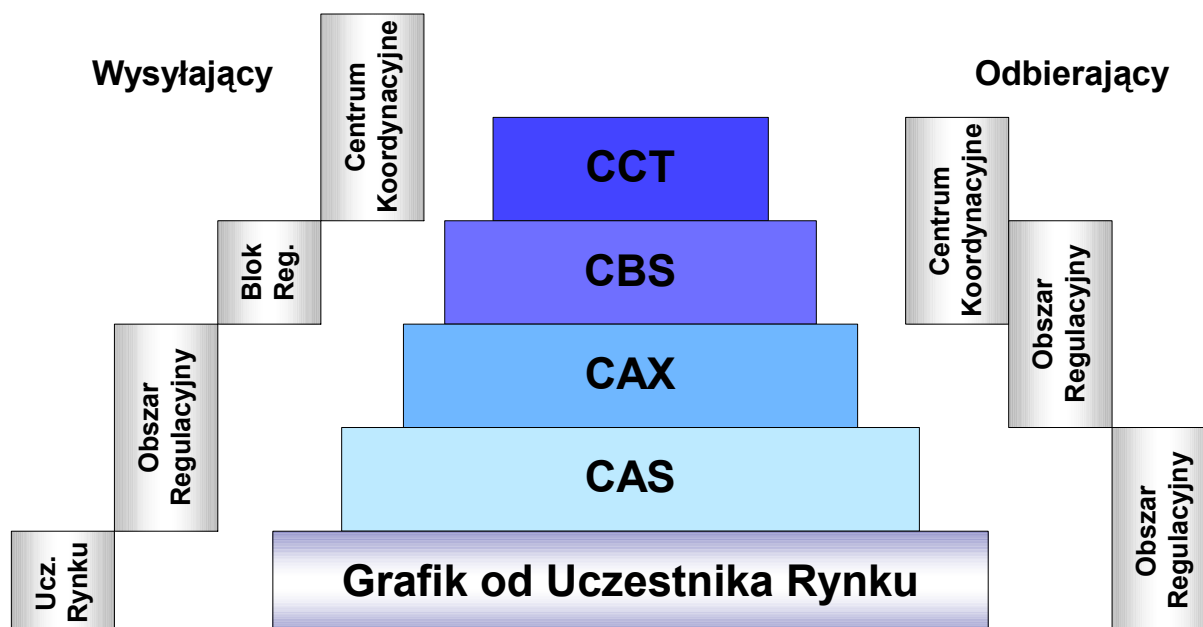 Wysyłający
Odbierający
Centrum
Koordynacyjne
Blok
Reg.
Obszar
Regulacyjny
Ucz.
Rynku
CCT
CBS
CAX
CAS
Grafik od Uczestnika Rynku
Centrum
Koordynacyjne
Obszar
Regulacyjny
Obszar
Regulacyjny